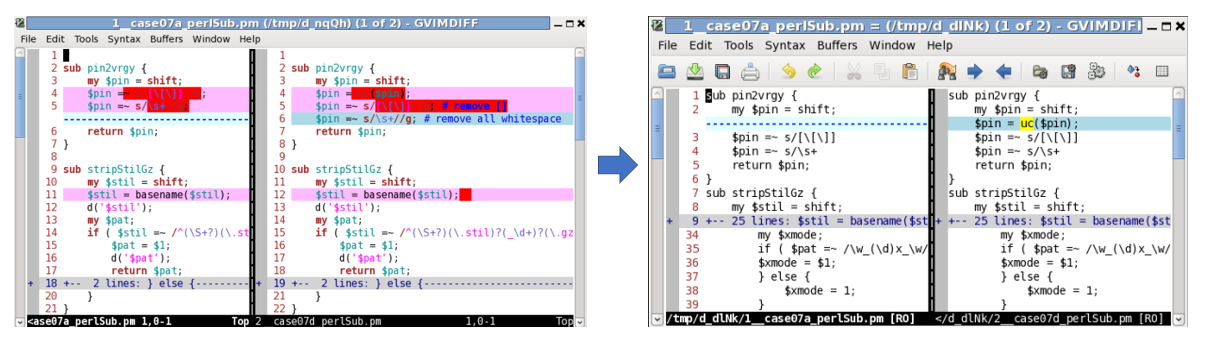 1__case07a_perlSub.pm (/tmp/d_nqQh) (1 of 2) - GVIMDIFF
File Edit Tools Syntax Buffers Window Help
1
2 sub pin2vrgy {
3 my $pin = shift;
4 $pin =~ [\[\]] ;
5 $pin =~ s/\s+ ;
6 return $pin;
7 }
8
9 sub stripStilGz {
10 my $stil = shift;
11 $stil = basename($stil);
12 d('$stil');
13 my $pat;
14 if ( $stil =~ /^(\S+?)(\.st
15 $pat = $1;
16 d('$pat');
17 return $pat;
+ 18 +-- 2 lines: } else {---------
20 }
21 }
<ase07a_perlSub.pm 1,0-1 Top
1
2 sub pin2vrgy {
3 my $pin = shift;
4 $pin = ($pin);
5 $pin =~ s/[\[\]] ; # remove []
6 $pin =~ s/\s+//g; # remove all whitespace
7 return $pin;
8 }
9
10 sub stripStilGz {
11 my $stil = shift;
12 $stil = basename($stil);
13 d('$stil');
14 my $pat;
15 if ( $stil =~ /^(\S+?)(\.stil)?(_\d+)?(\.gz
16 $pat = $1;
17 d('$pat');
18 return $pat;
+ 19 +-- 2 lines: } else {-------------------------
21 }
22 }
2 case07d_perlSub.pm 1,0-1 Top
1__case07a_perlSub.pm = (/tmp/d_dlNk) (1 of 2) - GVIMDIFI
File Edit Tools Syntax Buffers Window Help
1 sub pin2vrgy {
2 my $pin = shift;
3 $pin =~ s/[\[\]]
4 $pin =~ s/\s+
5 return $pin;
6 }
7 sub stripStilGz {
8 my $stil = shift;
+ 9 +-- 25 lines: $stil = basename($st
34 my $xmode;
35 if ( $pat =~ /\w_(\d)x_\w/
36 $xmode = $1;
37 } else {
38 $xmode = 1;
39 }
/tmp/d_dlNk/1__case07a_perlSub.pm [RO]
sub pin2vrgy {
my $pin = shift;
$pin = uc($pin);
$pin =~ s/[\[\]]
$pin =~ s/\s+
return $pin;
}
sub stripStilGz {
my $stil = shift;
+ +-- 25 lines: $stil = basename($st
my $xmode;
if ( $pat =~ /\w_(\d)x_\w/
$xmode = $1;
} else {
$xmode = 1;
}
</d_dlNk/2__case07d_perlSub.pm [RO]